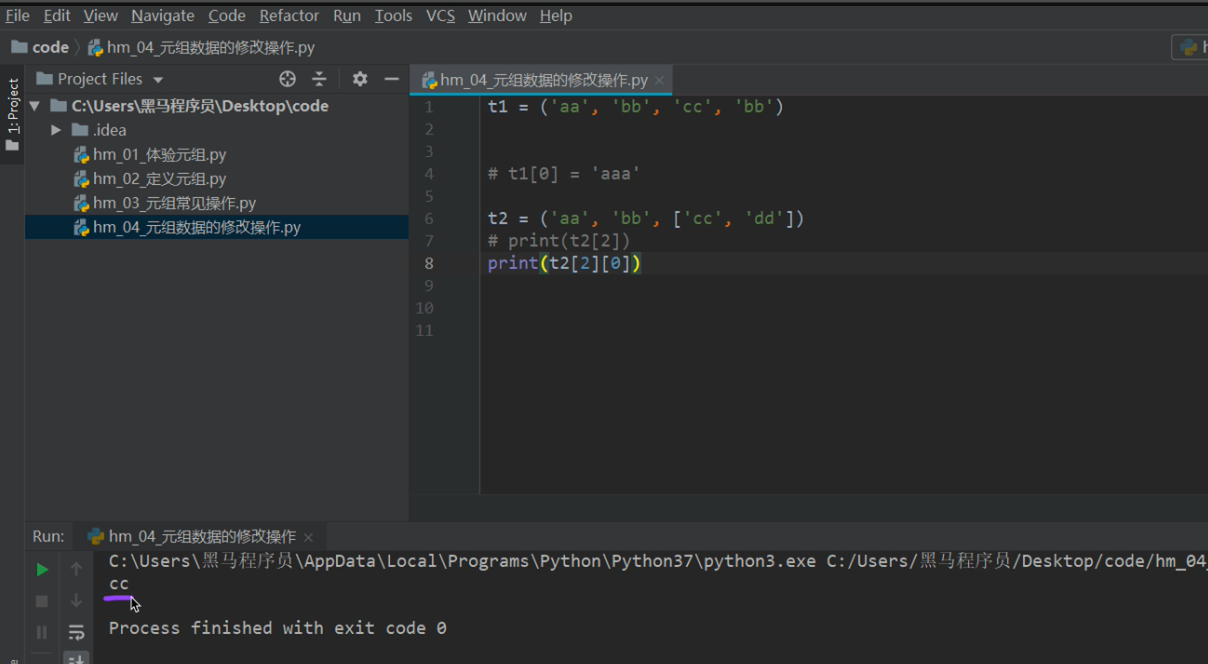 File Edit View Navigate Code Refactor Run Tools VCS Window Help
code hm_04_元组数据的修改操作.py
1: Project
Project Files
C:\Users\黑马程序员\Desktop\code
.idea
hm_01_体验元组.py
hm_02_定义元组.py
hm_03_元组常见操作.py
hm_04_元组数据的修改操作.py
hm_04_元组数据的修改操作.py
1 t1 = ('aa', 'bb', 'cc', 'bb')
2
3
4 # t1[0] = 'aaa'
5
6 t2 = ('aa', 'bb', ['cc', 'dd'])
7 # print(t2[2])
8 print(t2[2][0])
9
10
11
Run: hm_04_元组数据的修改操作
C:\Users\黑马程序员\AppData\Local\Programs\Python\Python37\python3.exe C:/Users/黑马程序员/Desktop/code/hm_04_
cc
Process finished with exit code 0